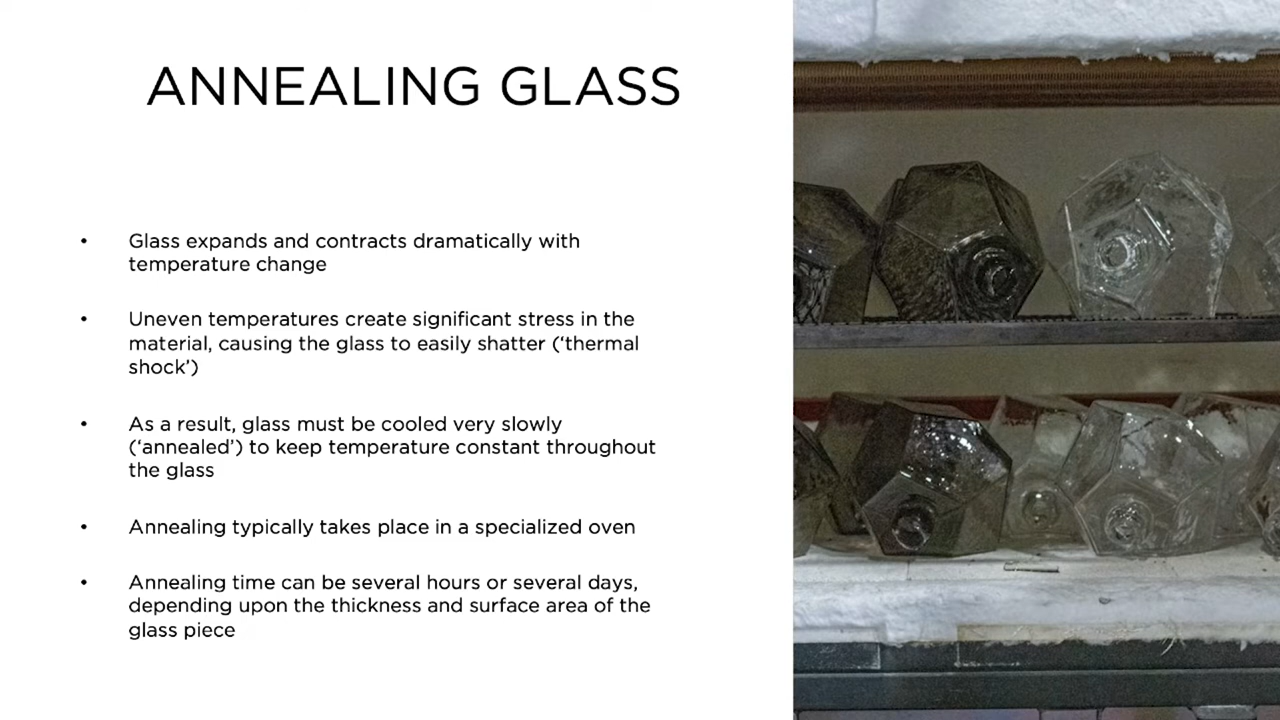 ANNEALING GLASS
• Glass expands and contracts dramatically with
temperature change
• Uneven temperatures create significant stress in the
material, causing the glass to easily shatter (‘thermal
shock’)
• As a result, glass must be cooled very slowly
(‘annealed’) to keep temperature constant throughout
the glass
• Annealing typically takes place in a specialized oven
• Annealing time can be several hours or several days,
depending upon the thickness and surface area of the
glass piece